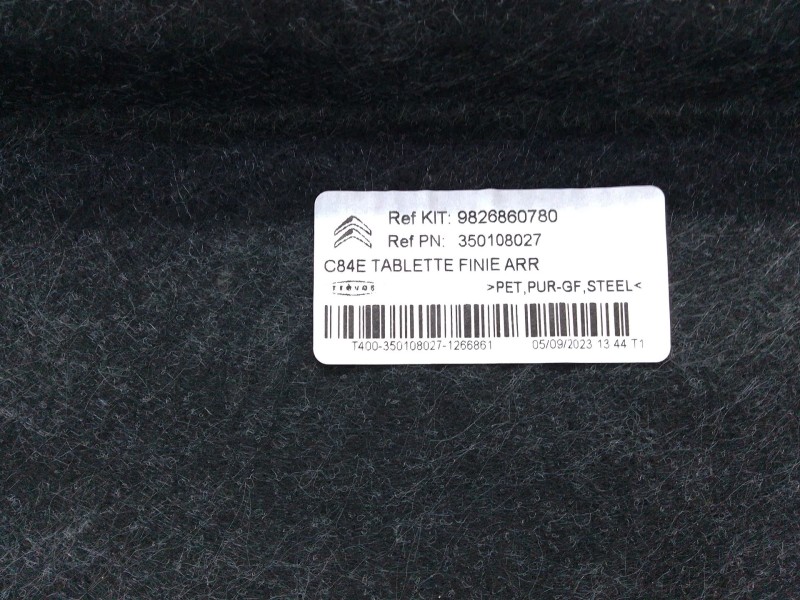 Ref KIT: 9826860780
Ref PN: 350108027
C84E TABLETTE FINIE ARR
>PET,PUR-GF,STEEL<
T400-350108027-1266861 05/09/2023 13 44 T1